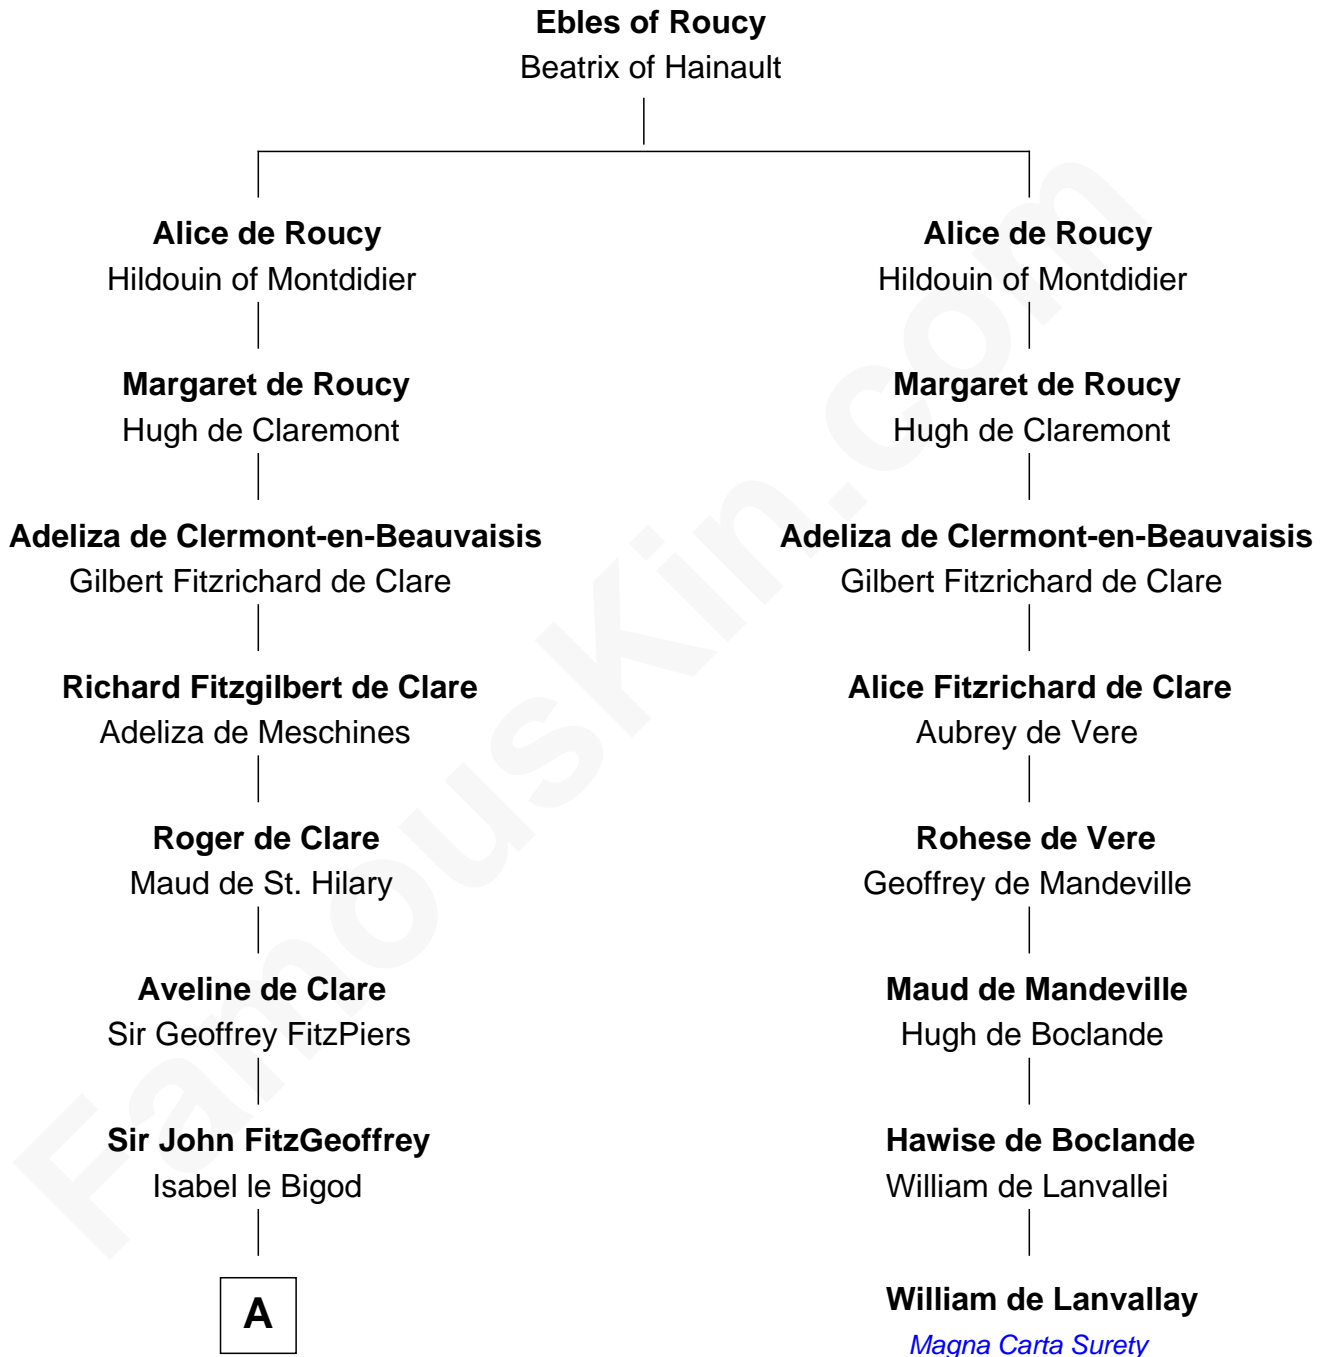 Ebles of Roucy
Beatrix of Hainault
Alice de Roucy
Hildouin of Montdidier
Margaret de Roucy
Hugh de Claremont
Adeliza de Clermont-en-Beauvaisis
Gilbert Fitzrichard de Clare
Richard Fitzgilbert de Clare
Adeliza de Meschines
Roger de Clare
Maud de St. Hilary
Aveline de Clare
Sir Geoffrey FitzPiers
Sir John FitzGeoffrey
Isabel le Bigod
A
Alice de Roucy
Hildouin of Montdidier
Margaret de Roucy
Hugh de Claremont
Adeliza de Clermont-en-Beauvaisis
Gilbert Fitzrichard de Clare
Alice Fitzrichard de Clare
Aubrey de Vere
Rohese de Vere
Geoffrey de Mandeville
Maud de Mandeville
Hugh de Boclande
Hawise de Boclande
William de Lanvallei
William de Lanvallay
Magna Carta Surety
FamousKin.com